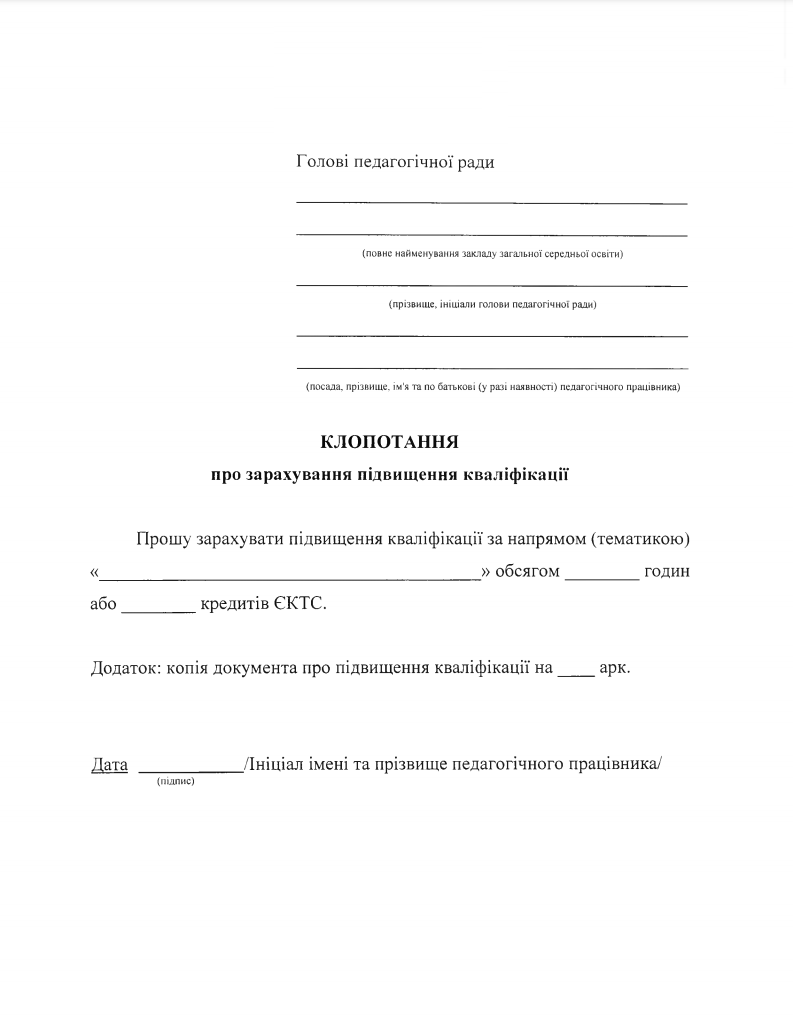 Голові педагогічної ради
(повне найменування закладу загальної середньої освіти)
(прізвище, ініціали голови педагогічної ради)
(посада, прізвище, ім'я та по батькові (у разі наявності) педагогічного працівника)
КЛОПОТАННЯ
про зарахування підвищення кваліфікації
Прошу зарахувати підвищення кваліфікації за напрямом (тематикою)
«_______________________________________» обсягом ________ годин
або ________ кредитів ЄКТС.
Додаток: копія документа про підвищення кваліфікації на ____ арк.
Дата ___________/Ініціал імені та прізвище педагогічного працівника/
(підпис)